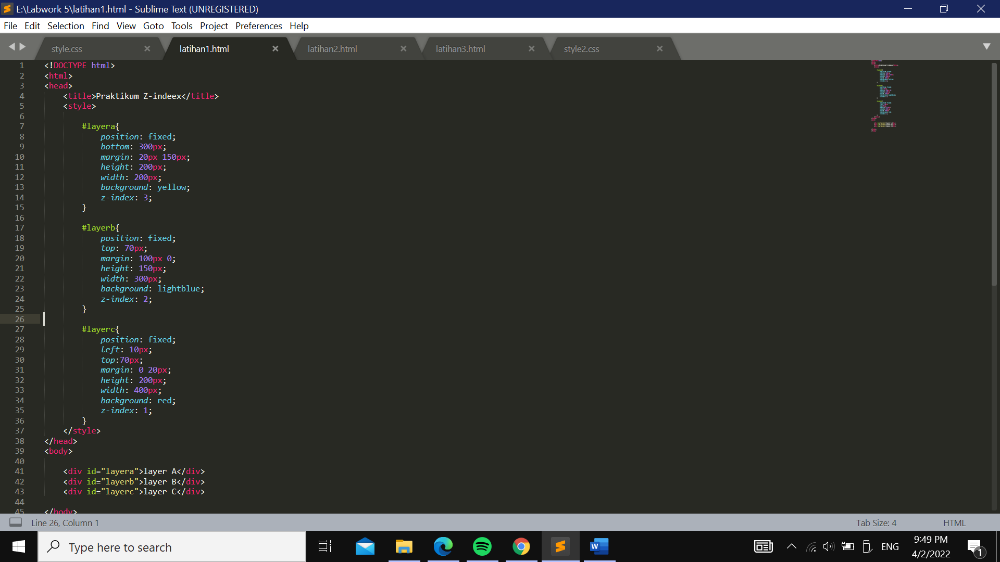 E:\Labwork 5\latihan1.html - Sublime Text (UNREGISTERED)
File Edit Selection Find View Goto Tools Project Preferences Help
style.css latihan1.html latihan2.html latihan3.html style2.css
1 <!DOCTYPE html>
2 <html>
3 <head>
4 <title>Praktikum Z-indeex</title>
5 <style>
6
7 #layera{
8 position: fixed;
9 bottom: 300px;
10 margin: 20px 150px;
11 height: 200px;
12 width: 200px;
13 background: yellow;
14 z-index: 3;
15 }
16
17 #layerb{
18 position: fixed;
19 top: 70px;
20 margin: 100px 0;
21 height: 150px;
22 width: 300px;
23 background: lightblue;
24 z-index: 2;
25 }
26
27 #layerc{
28 position: fixed;
29 left: 10px;
30 top:70px;
31 margin: 0 20px;
32 height: 200px;
33 width: 400px;
34 background: red;
35 z-index: 1;
36 }
37 </style>
38 </head>
39 <body>
40
41 <div id="layera">layer A</div>
42 <div id="layerb">layer B</div>
43 <div id="layerc">layer C</div>
44
45 </body>
Line 26, Column 1 Tab Size: 4 HTML
Type here to search W ENG 9:49 PM 1
4/2/2022